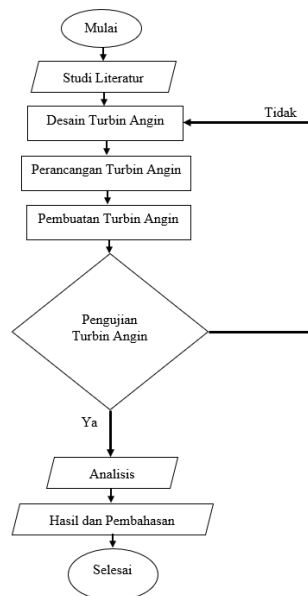 Mulai
Studi Literatur
Desain Turbin Angin
Tidak
Perancangan Turbin Angin
Pembuatan Turbin Angin
Pengujian
Turbin Angin
Ya
Analisis
Hasil dan Pembahasan
Selesai